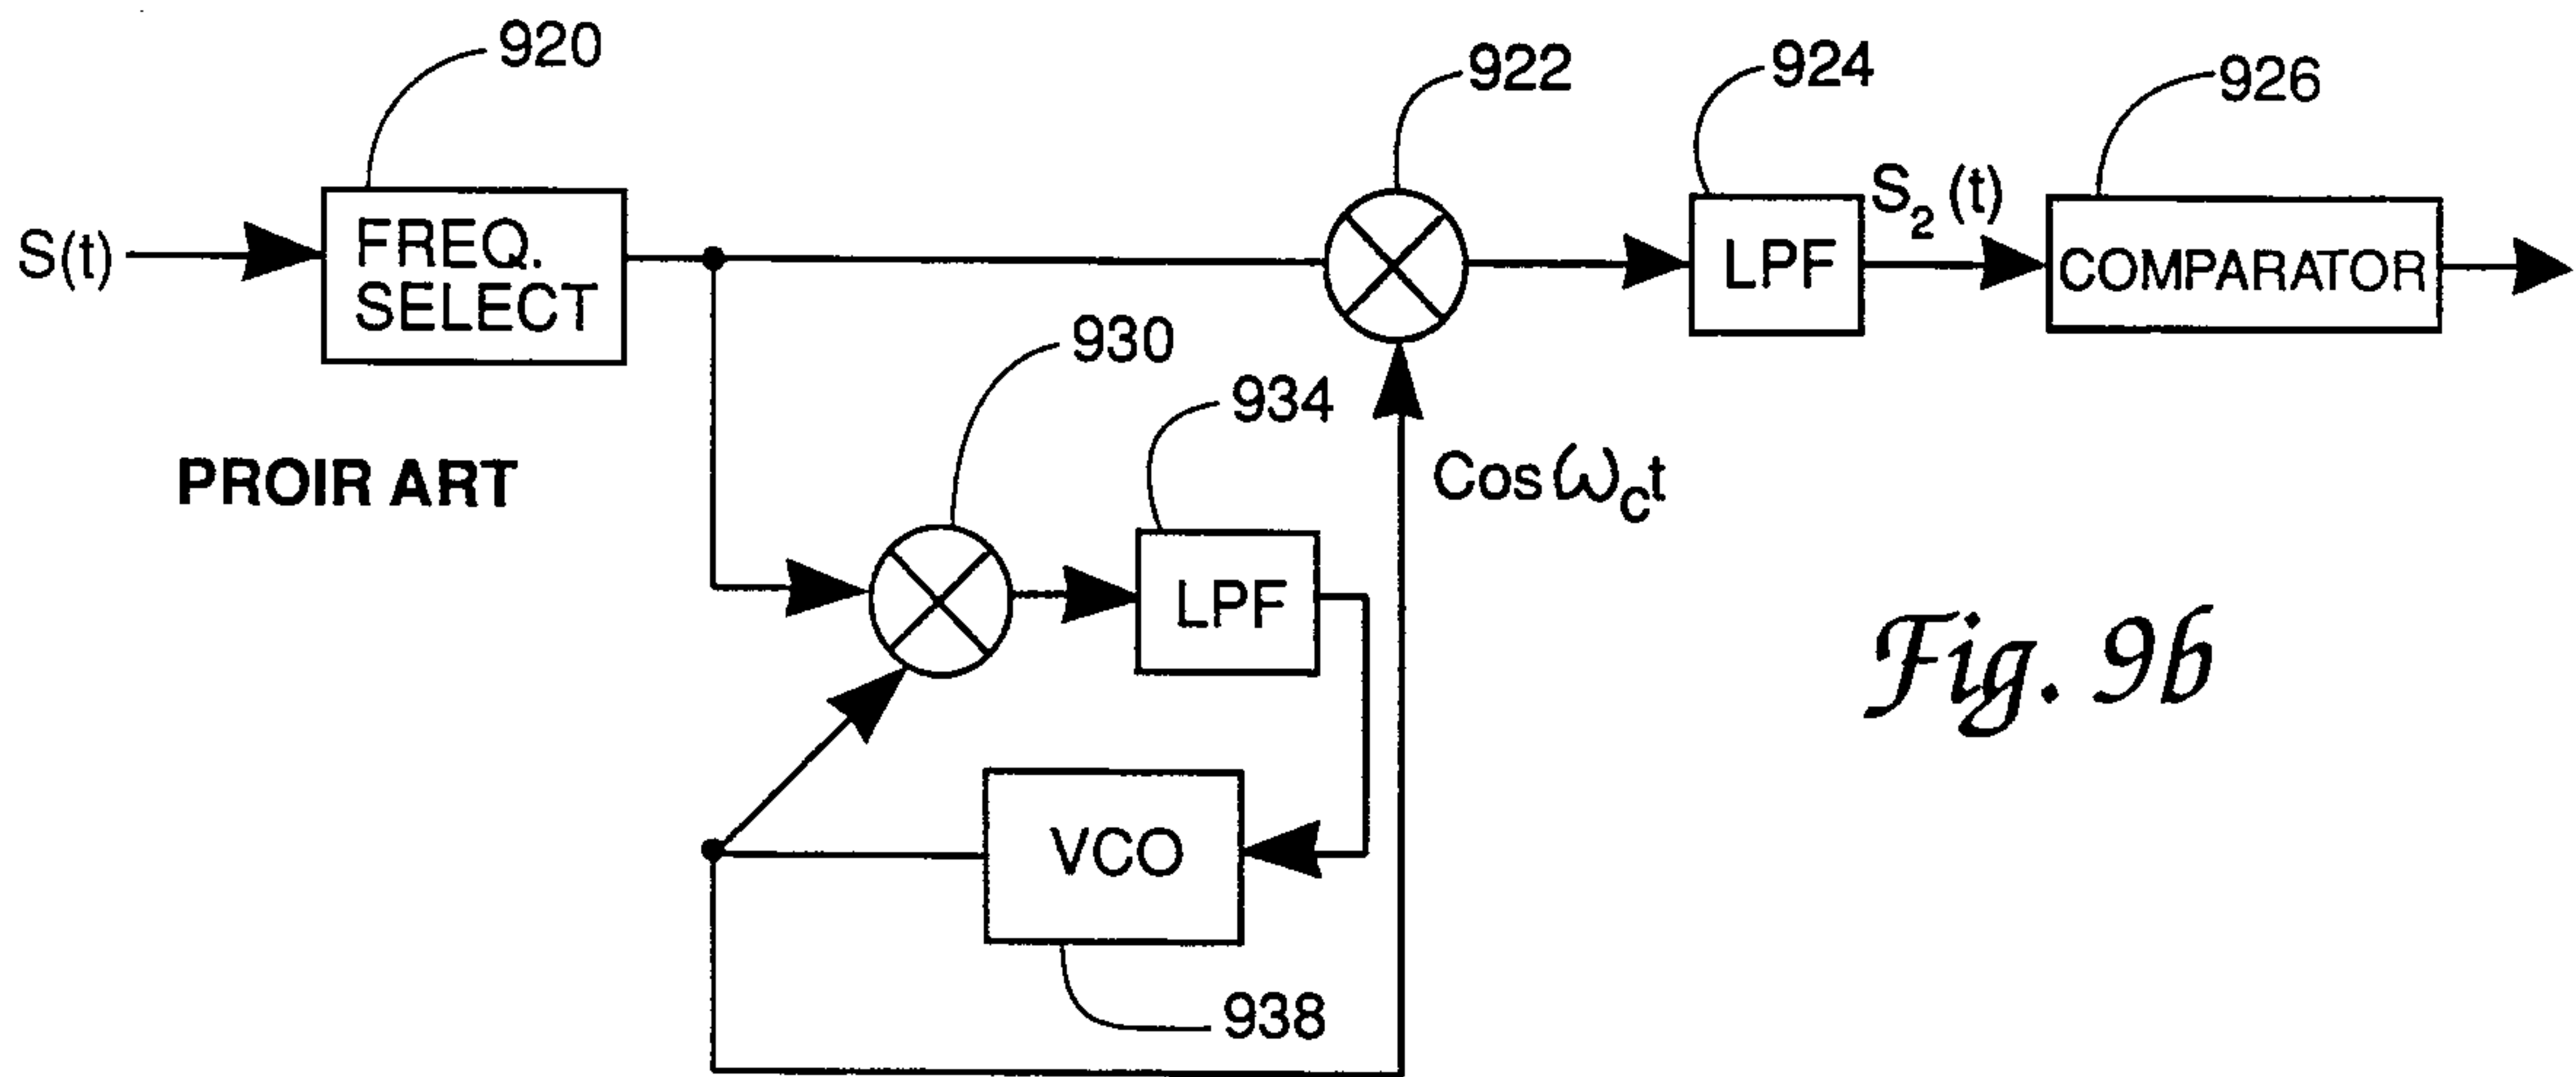 920
922
924
926
S(t)
FREQ.
SELECT
LPF
S₂ (t)
COMPARATOR
930
934
PROIR ART
Cos ω_c t
LPF
Fig. 9b
VCO
938